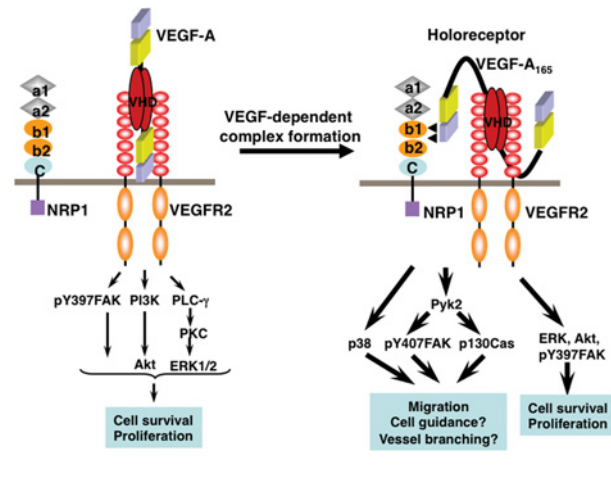 VEGF-A
a1
a2
b1
b2
C
VHD
NRP1
VEGFR2
pY397FAK PI3K PLC-γ
PKC
Akt ERK1/2
Cell survival
Proliferation
VEGF-dependent
complex formation
Holoreceptor
VEGF-A165
a1
a2
b1
b2
C
VHD
NRP1
VEGFR2
Pyk2
p38 pY407FAK p130Cas
ERK, Akt,
pY397FAK
Migration
Cell guidance?
Vessel branching?
Cell survival
Proliferation